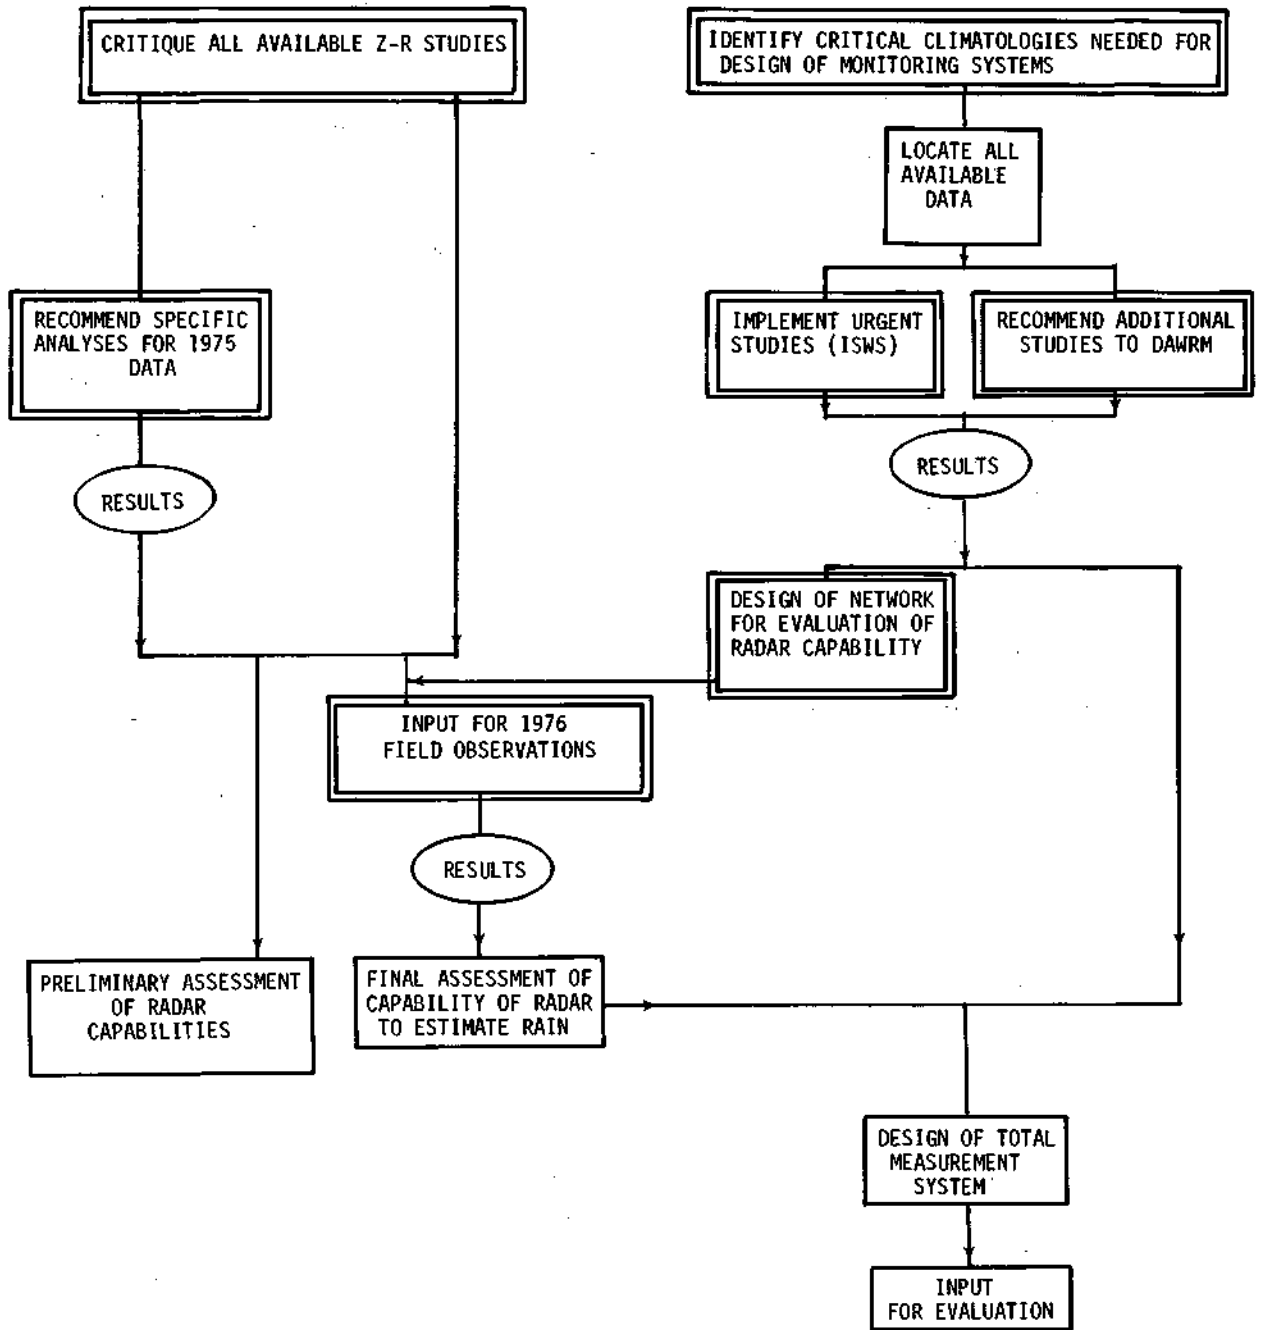 CRITIQUE ALL AVAILABLE Z-R STUDIES
IDENTIFY CRITICAL CLIMATOLOGIES NEEDED FOR
DESIGN OF MONITORING SYSTEMS
LOCATE ALL
AVAILABLE
DATA
RECOMMEND SPECIFIC
ANALYSES FOR 1975
DATA
IMPLEMENT URGENT
STUDIES (ISWS)
RECOMMEND ADDITIONAL
STUDIES TO DAWRM
RESULTS
RESULTS
DESIGN OF NETWORK
FOR EVALUATION OF
RADAR CAPABILITY
INPUT FOR 1976
FIELD OBSERVATIONS
RESULTS
PRELIMINARY ASSESSMENT
OF RADAR
CAPABILITIES
FINAL ASSESSMENT OF
CAPABILITY OF RADAR
TO ESTIMATE RAIN
DESIGN OF TOTAL
MEASUREMENT
SYSTEM
INPUT
FOR EVALUATION